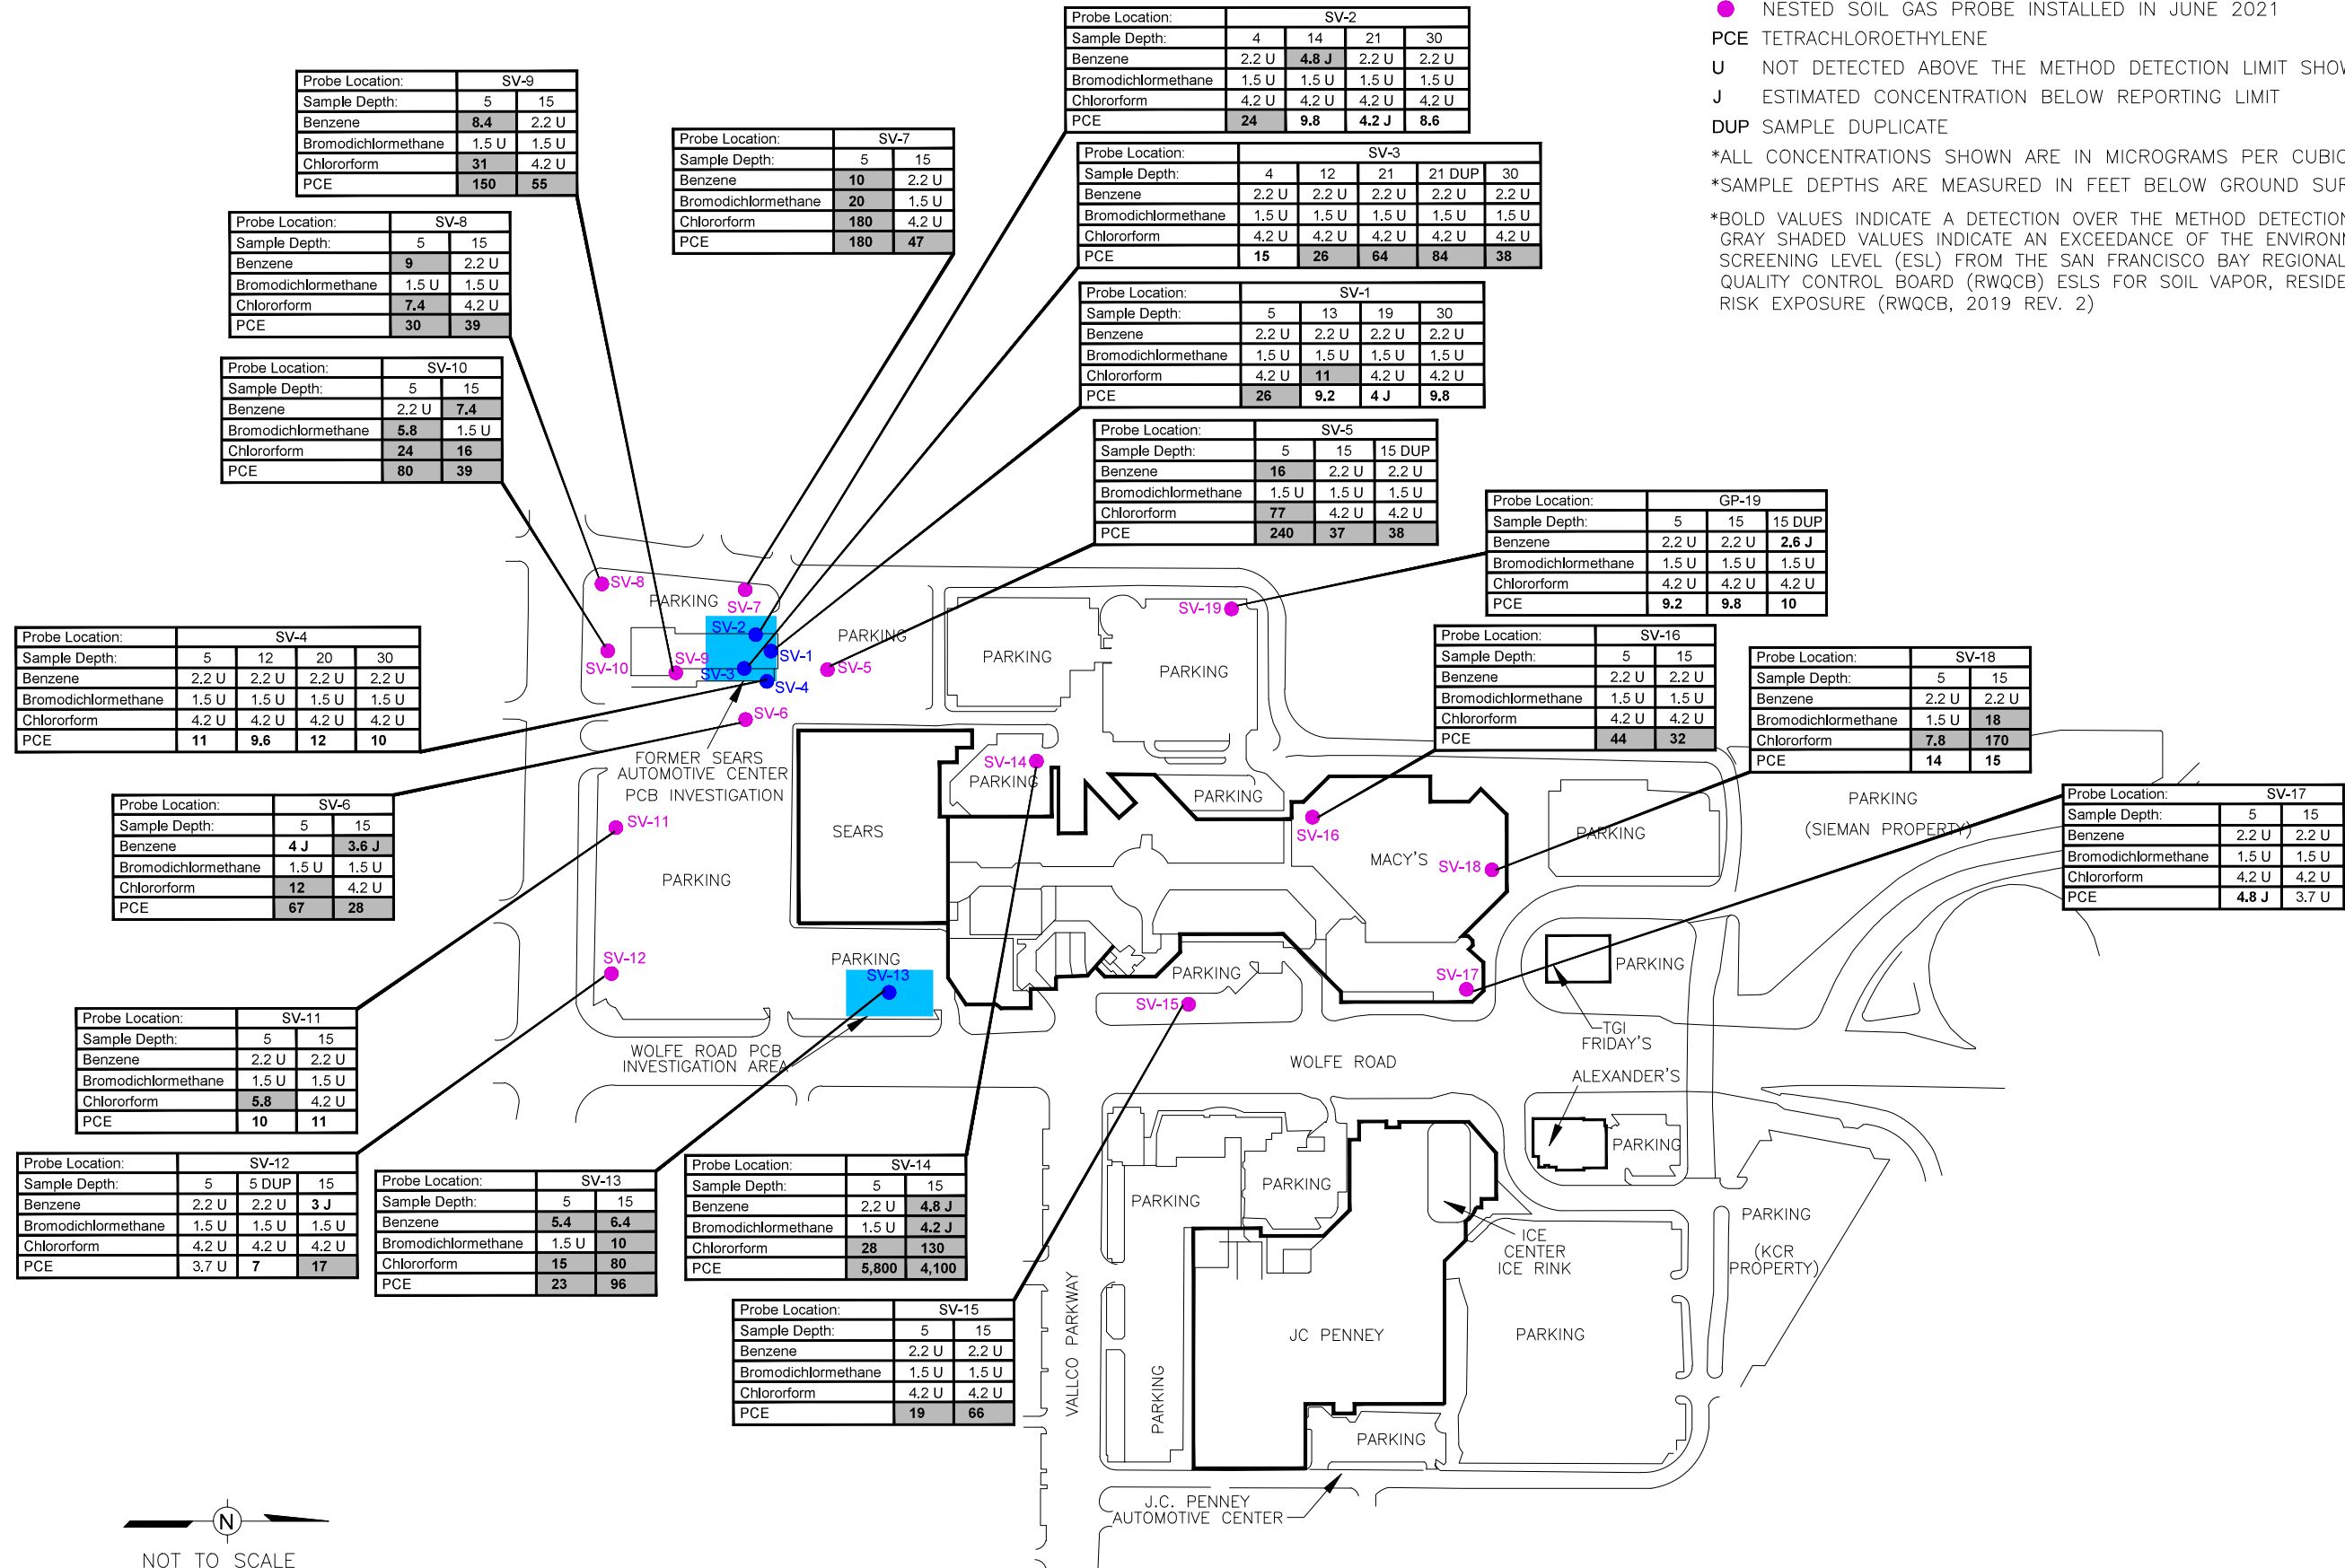 NESTED SOIL GAS PROBE INSTALLED IN JUNE 2021
PCE TETRACHLOROETHYLENE
U NOT DETECTED ABOVE THE METHOD DETECTION LIMIT
J ESTIMATED CONCENTRATION BELOW REPORTING LIMIT
DUP SAMPLE DUPLICATE
*ALL CONCENTRATIONS SHOWN ARE IN MICROGRAMS PER CUBIC
*SAMPLE DEPTHS ARE MEASURED IN FEET BELOW GROUND
*BOLD VALUES INDICATE A DETECTION OVER THE METHOD DETECTION
GRAY SHADED VALUES INDICATE AN EXCEEDANCE OF THE
SCREENING LEVEL (ESL) FROM THE SAN FRANCISCO BAY REGIONAL
QUALITY CONTROL BOARD (RWQCB) ESLS FOR SOIL VAPOR,
RISK EXPOSURE (RWQCB, 2019 REV. 2)
Probe Location: SV-2
Sample Depth: 4 14 21 30
Benzene 2.2 U 4.8 J 2.2 U 2.2 U
Bromodichlormethane 1.5 U 1.5 U 1.5 U 1.5 U
Chlororform 4.2 U 4.2 U 4.2 U 4.2 U
PCE 24 9.8 4.2 J 8.6
Probe Location: SV-9
Sample Depth: 5 15
Benzene 8.4 2.2 U
Bromodichlormethane 1.5 U 1.5 U
Chlororform 31 4.2 U
PCE 150 55
Probe Location: SV-7
Sample Depth: 5 15
Benzene 10 2.2 U
Bromodichlormethane 20 1.5 U
Chlororform 180 4.2 U
PCE 180 47
Probe Location: SV-3
Sample Depth: 4 12 21 21 DUP 30
Benzene 2.2 U 2.2 U 2.2 U 2.2 U 2.2 U
Bromodichlormethane 1.5 U 1.5 U 1.5 U 1.5 U 1.5 U
Chlororform 4.2 U 4.2 U 4.2 U 4.2 U 4.2 U
PCE 15 26 64 84 38
Probe Location: SV-8
Sample Depth: 5 15
Benzene 9 2.2 U
Bromodichlormethane 1.5 U 1.5 U
Chlororform 7.4 4.2 U
PCE 30 39
Probe Location: SV-1
Sample Depth: 5 13 19 30
Benzene 2.2 U 2.2 U 2.2 U 2.2 U
Bromodichlormethane 1.5 U 1.5 U 1.5 U 1.5 U
Chlororform 4.2 U 11 4.2 U 4.2 U
PCE 26 9.2 4 J 9.8
Probe Location: SV-10
Sample Depth: 5 15
Benzene 2.2 U 7.4
Bromodichlormethane 5.8 1.5 U
Chlororform 24 16
PCE 80 39
Probe Location: SV-5
Sample Depth: 5 15 15 DUP
Benzene 16 2.2 U 2.2 U
Bromodichlormethane 1.5 U 1.5 U 1.5 U
Chlororform 77 4.2 U 4.2 U
PCE 240 37 38
Probe Location: GP-19
Sample Depth: 5 15 15 DUP
Benzene 2.2 U 2.2 U 2.6 J
Bromodichlormethane 1.5 U 1.5 U 1.5 U
Chlororform 4.2 U 4.2 U 4.2 U
PCE 9.2 9.8 10
Probe Location: SV-4
Sample Depth: 5 12 20 30
Benzene 2.2 U 2.2 U 2.2 U 2.2 U
Bromodichlormethane 1.5 U 1.5 U 1.5 U 1.5 U
Chlororform 4.2 U 4.2 U 4.2 U 4.2 U
PCE 11 9.6 12 10
Probe Location: SV-16
Sample Depth: 5 15
Benzene 2.2 U 2.2 U
Bromodichlormethane 1.5 U 1.5 U
Chlororform 4.2 U 4.2 U
PCE 44 32
Probe Location: SV-18
Sample Depth: 5 15
Benzene 2.2 U 2.2 U
Bromodichlormethane 1.5 U 18
Chlororform 7.8 170
PCE 14 15
Probe Location: SV-17
Sample Depth: 5 15
Benzene 2.2 U 2.2 U
Bromodichlormethane 1.5 U 1.5 U
Chlororform 4.2 U 4.2 U
PCE 4.8 J 3.7 U
Probe Location: SV-6
Sample Depth: 5 15
Benzene 4 J 3.6 J
Bromodichlormethane 1.5 U 1.5 U
Chlororform 12 4.2 U
PCE 67 28
Probe Location: SV-11
Sample Depth: 5 15
Benzene 2.2 U 2.2 U
Bromodichlormethane 1.5 U 1.5 U
Chlororform 5.8 4.2 U
PCE 10 11
Probe Location: SV-12
Sample Depth: 5 5 DUP 15
Benzene 2.2 U 2.2 U 3 J
Bromodichlormethane 1.5 U 1.5 U 1.5 U
Chlororform 4.2 U 4.2 U 4.2 U
PCE 3.7 U 7 17
Probe Location: SV-13
Sample Depth: 5 15
Benzene 5.4 6.4
Bromodichlormethane 1.5 U 10
Chlororform 15 80
PCE 23 96
Probe Location: SV-14
Sample Depth: 5 15
Benzene 2.2 U 4.8 J
Bromodichlormethane 1.5 U 4.2 J
Chlororform 28 130
PCE 5,800 4,100
Probe Location: SV-15
Sample Depth: 5 15
Benzene 2.2 U 2.2 U
Bromodichlormethane 1.5 U 1.5 U
Chlororform 4.2 U 4.2 U
PCE 19 66
SV-8
PARKING
SV-7
SV-2
PARKING
SV-19
SV-10
SV-9
SV-1
SV-3
SV-5
SV-4
PARKING
PARKING
SV-6
FORMER SEARS
AUTOMOTIVE CENTER
PCB INVESTIGATION
SV-14
PARKING
PARKING
SV-11
SEARS
SV-16
MACY'S
SV-18
PARKING
PARKING
(SIEMAN PROPERTY)
PARKING
SV-12
PARKING
SV-13
PARKING
SV-15
SV-17
PARKING
WOLFE ROAD PCB
INVESTIGATION AREA
TGI
FRIDAY'S
WOLFE ROAD
ALEXANDER'S
PARKING
PARKING
PARKING
PARKING
(KCR
PROPERTY)
ICE
CENTER
ICE RINK
VALLCO PARKWAY
PARKING
JC PENNEY
PARKING
PARKING
J.C. PENNEY
AUTOMOTIVE CENTER
N
NOT TO SCALE